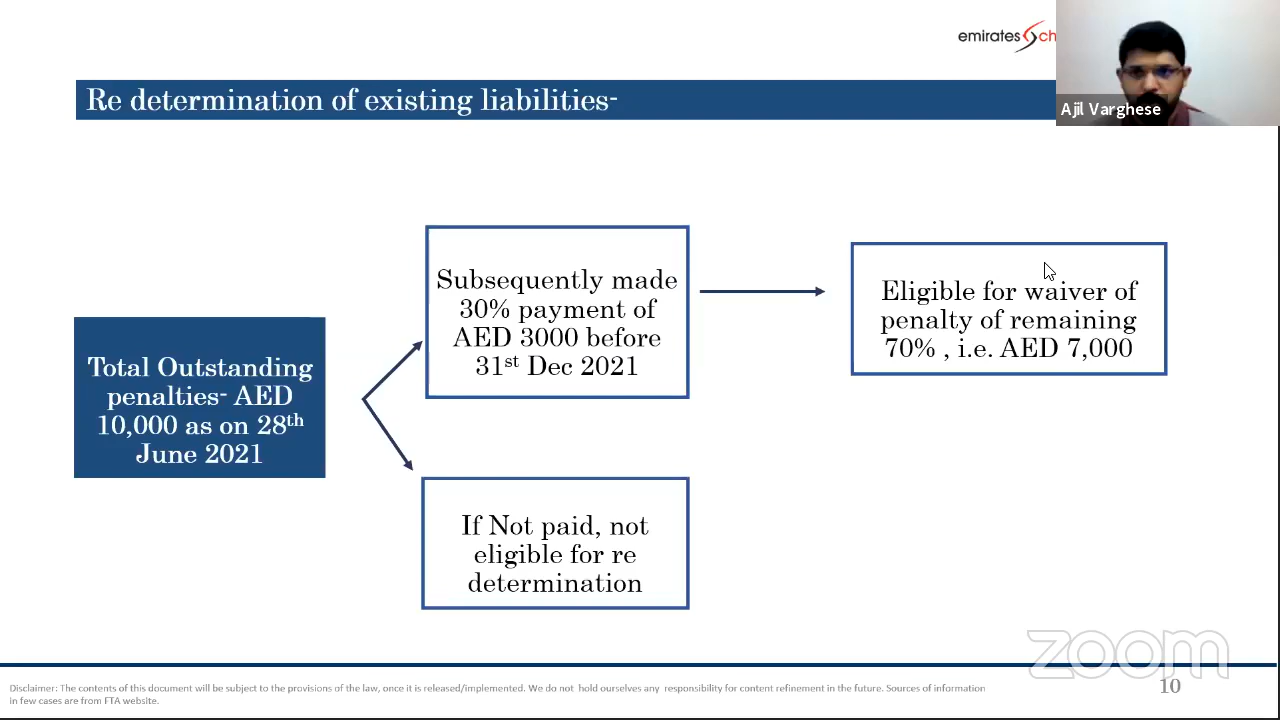 emirates ch
Ajil Varghese
Re determination of existing liabilities-
Total Outstanding
penalties- AED
10,000 as on 28th
June 2021
Subsequently made
30% payment of
AED 3000 before
31st Dec 2021
Eligible for waiver of
penalty of remaining
70% , i.e. AED 7,000
If Not paid, not
eligible for re
determination
zoom
Disclaimer: The contents of this document will be subject to the provisions of the law, once it is released/implemented. We do not hold ourselves any responsibility for content refinement in the future. Sources of information
in few cases are from FTA website.
10